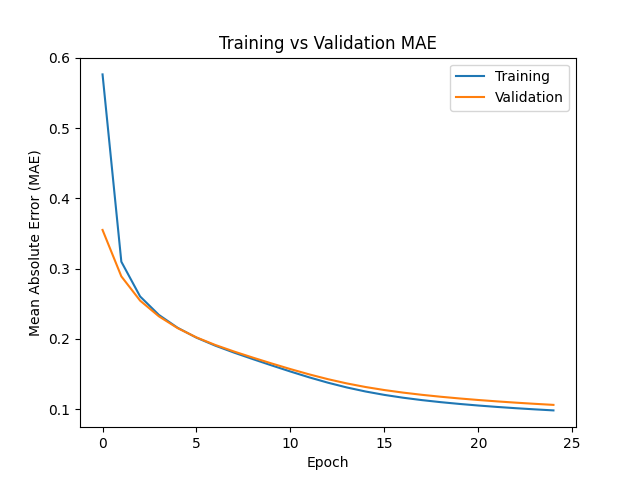 Training vs Validation MAE
Training
Validation
Mean Absolute Error (MAE)
0.6
0.5
0.4
0.3
0.2
0.1
0 5 10 15 20 25
Epoch